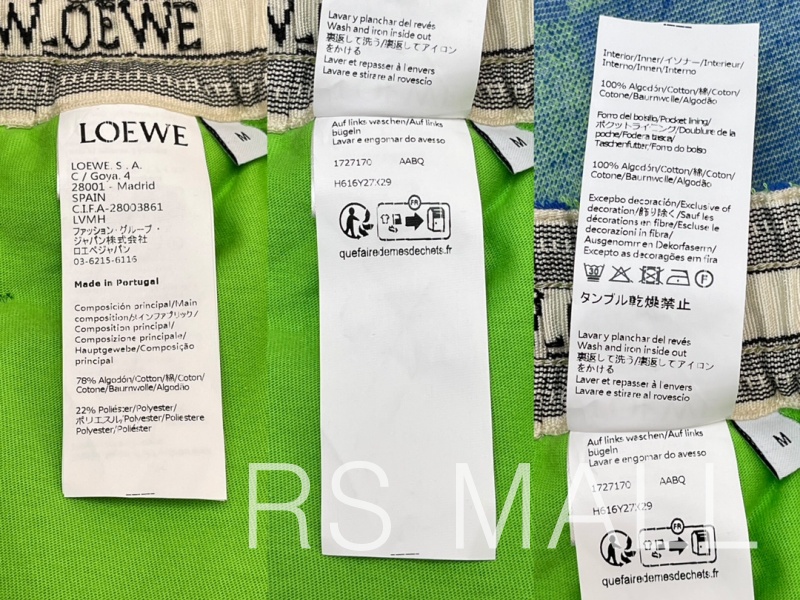 LOEWE
LOEWE
M
LOEWE. S. A.
C / Goya. 4
28001 - Madrid
SPAIN
C.I.F.A-28003861
LVMH
ファッション・グループ・
ジャパン株式会社
ロエベジャパン
03-6215-6116
Made in Portugal
Composición principal/Main
composition/メインファブリック/
Composition principal/
Composizione principale/
Hauptgewebe/Composição
principal
78% Algodón/Cotton/綿/Coton/
Cotone/Baumwolle/Algodão
22% Poliéster/Polyester/
ポリエステル/Polyester/Poliestere
Polyester/Poliéster
Lavar y planchar del revés
Wash and iron inside out
裏返して洗う/裏返してアイロン
をかける
Laver et repasser à l envers
Lavare e stirare al rovescio
Auf links waschen/Auf links
bügeln
Lavar e engomar do avesso
1727170 AABQ
H616Y27X29
FR
quefairedemesdechets.fr
M
Interior/Inner/インナー/Interieur/
Interno/Innen/Interno
100% Algodón/Cotton/綿/Coton/
Cotone/Baumwolle/Algodão
Forro del bolsillo/Pocket lining/
ポケットライニング/Doublure de la
poche/Fodera tasca/
Taschenfutter/Forro do bolso
100% Algodón/Cotton/綿/Coton/
Cotone/Baumwolle/Algodão
Excepbo decoración/Exclusive of
decoration/飾り除く/Sauf les
décorations en fibre/Escluse le
decorazioni in fibra/
Ausgenommen Dekorfasern/
Excepto as decorações em fira
30
F
タンブル乾燥禁止
Lavar y planchar del revés
Wash and iron inside out
裏返して洗う/裏返してアイロン
をかける
Laver et repasser à l envers
Lavare e stirare al rovescio
Auf links waschen/Auf links
bügeln
Lavar e engomar do avesso
1727170 AABQ
H616Y27X29
FR
quefairedemesdechets.fr
M
RS MALL